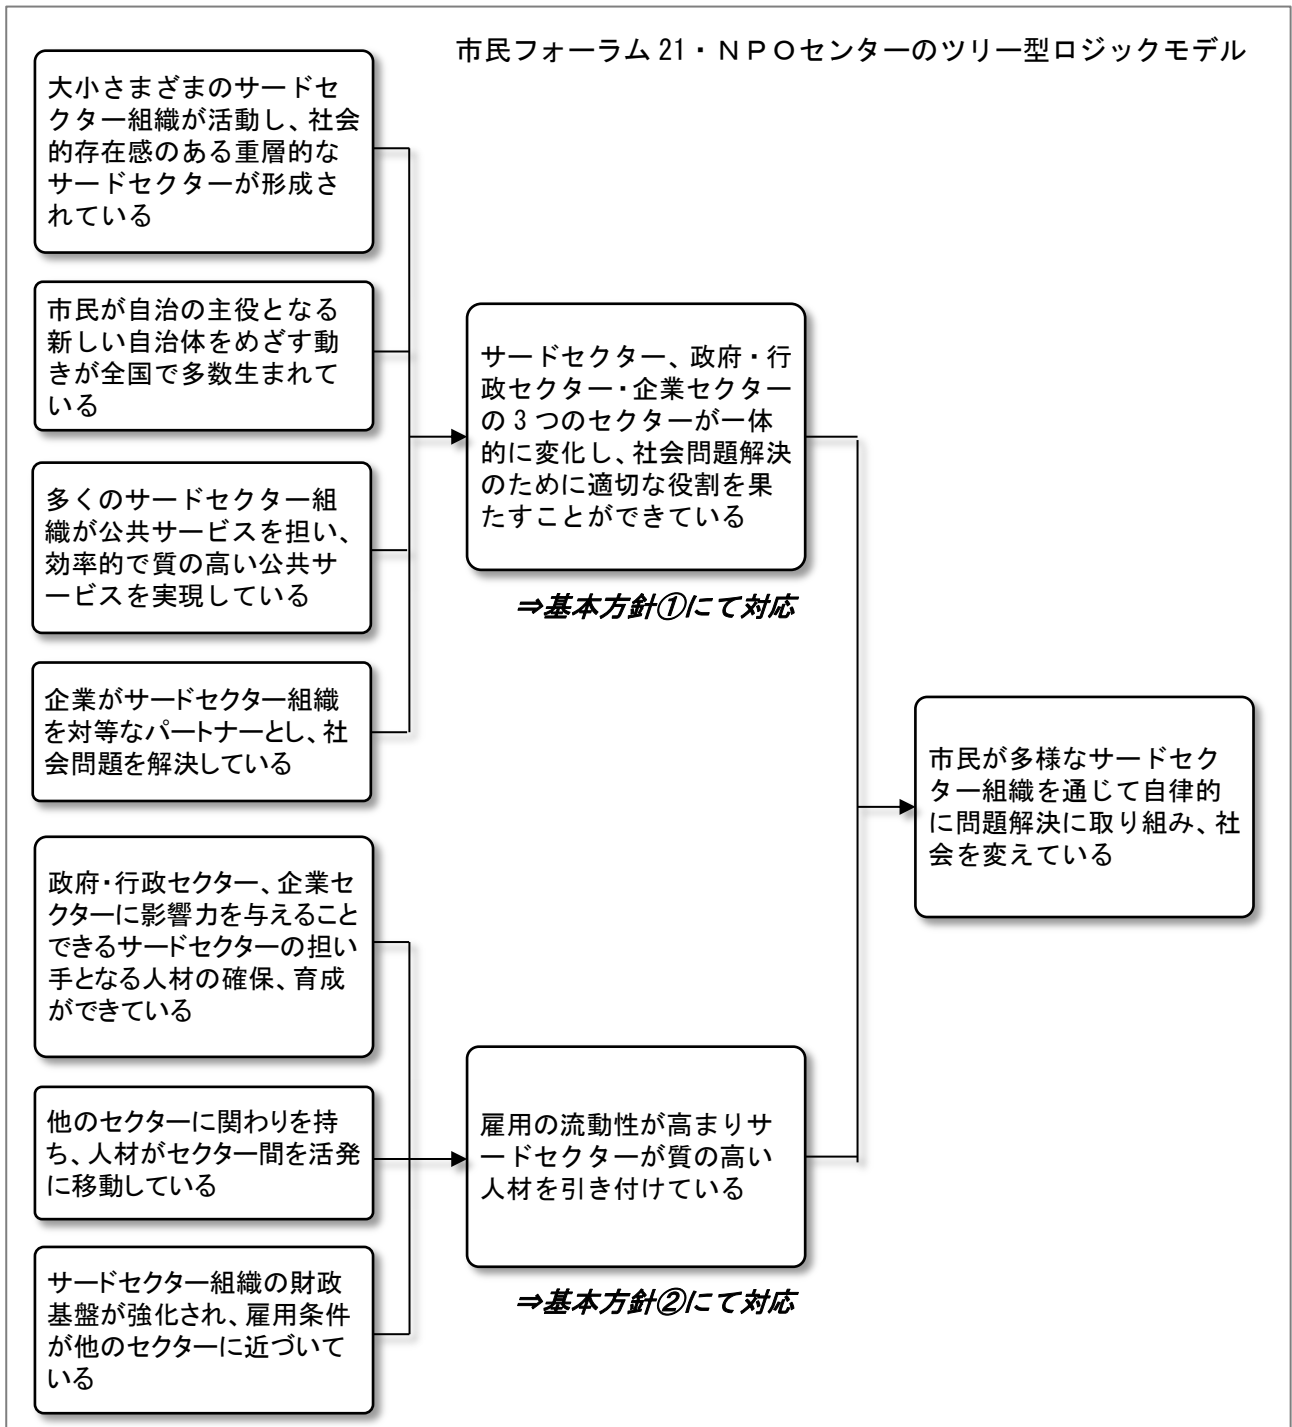 市民フォーラム 21・ＮＰＯセンターのツリー型ロジックモデル
大小さまざまのサードセ
クター組織が活動し、社会
的存在感のある重層的な
サードセクターが形成さ
れている
市民が自治の主役となる
新しい自治体をめざす動
きが全国で多数生まれて
いる
多くのサードセクター組
織が公共サービスを担い、
効率的で質の高い公共サ
ービスを実現している
企業がサードセクター組織
を対等なパートナーとし、社
会問題を解決している
サードセクター、政府・行
政セクター・企業セクター
の 3 つのセクターが一体
的に変化し、社会問題解決
のために適切な役割を果
たすことができている
⇒基本方針①にて対応
政府・行政セクター、企業セ
クターに影響力を与えること
できるサードセクターの担い
手となる人材の確保、育成
ができている
他のセクターに関わりを持
ち、人材がセクター間を活発
に移動している
サードセクター組織の財政
基盤が強化され、雇用条件
が他のセクターに近づいて
いる
雇用の流動性が高まりサ
ードセクターが質の高い
人材を引き付けている
⇒基本方針②にて対応
市民が多様なサードセク
ター組織を通じて自律的
に問題解決に取り組み、社
会を変えている